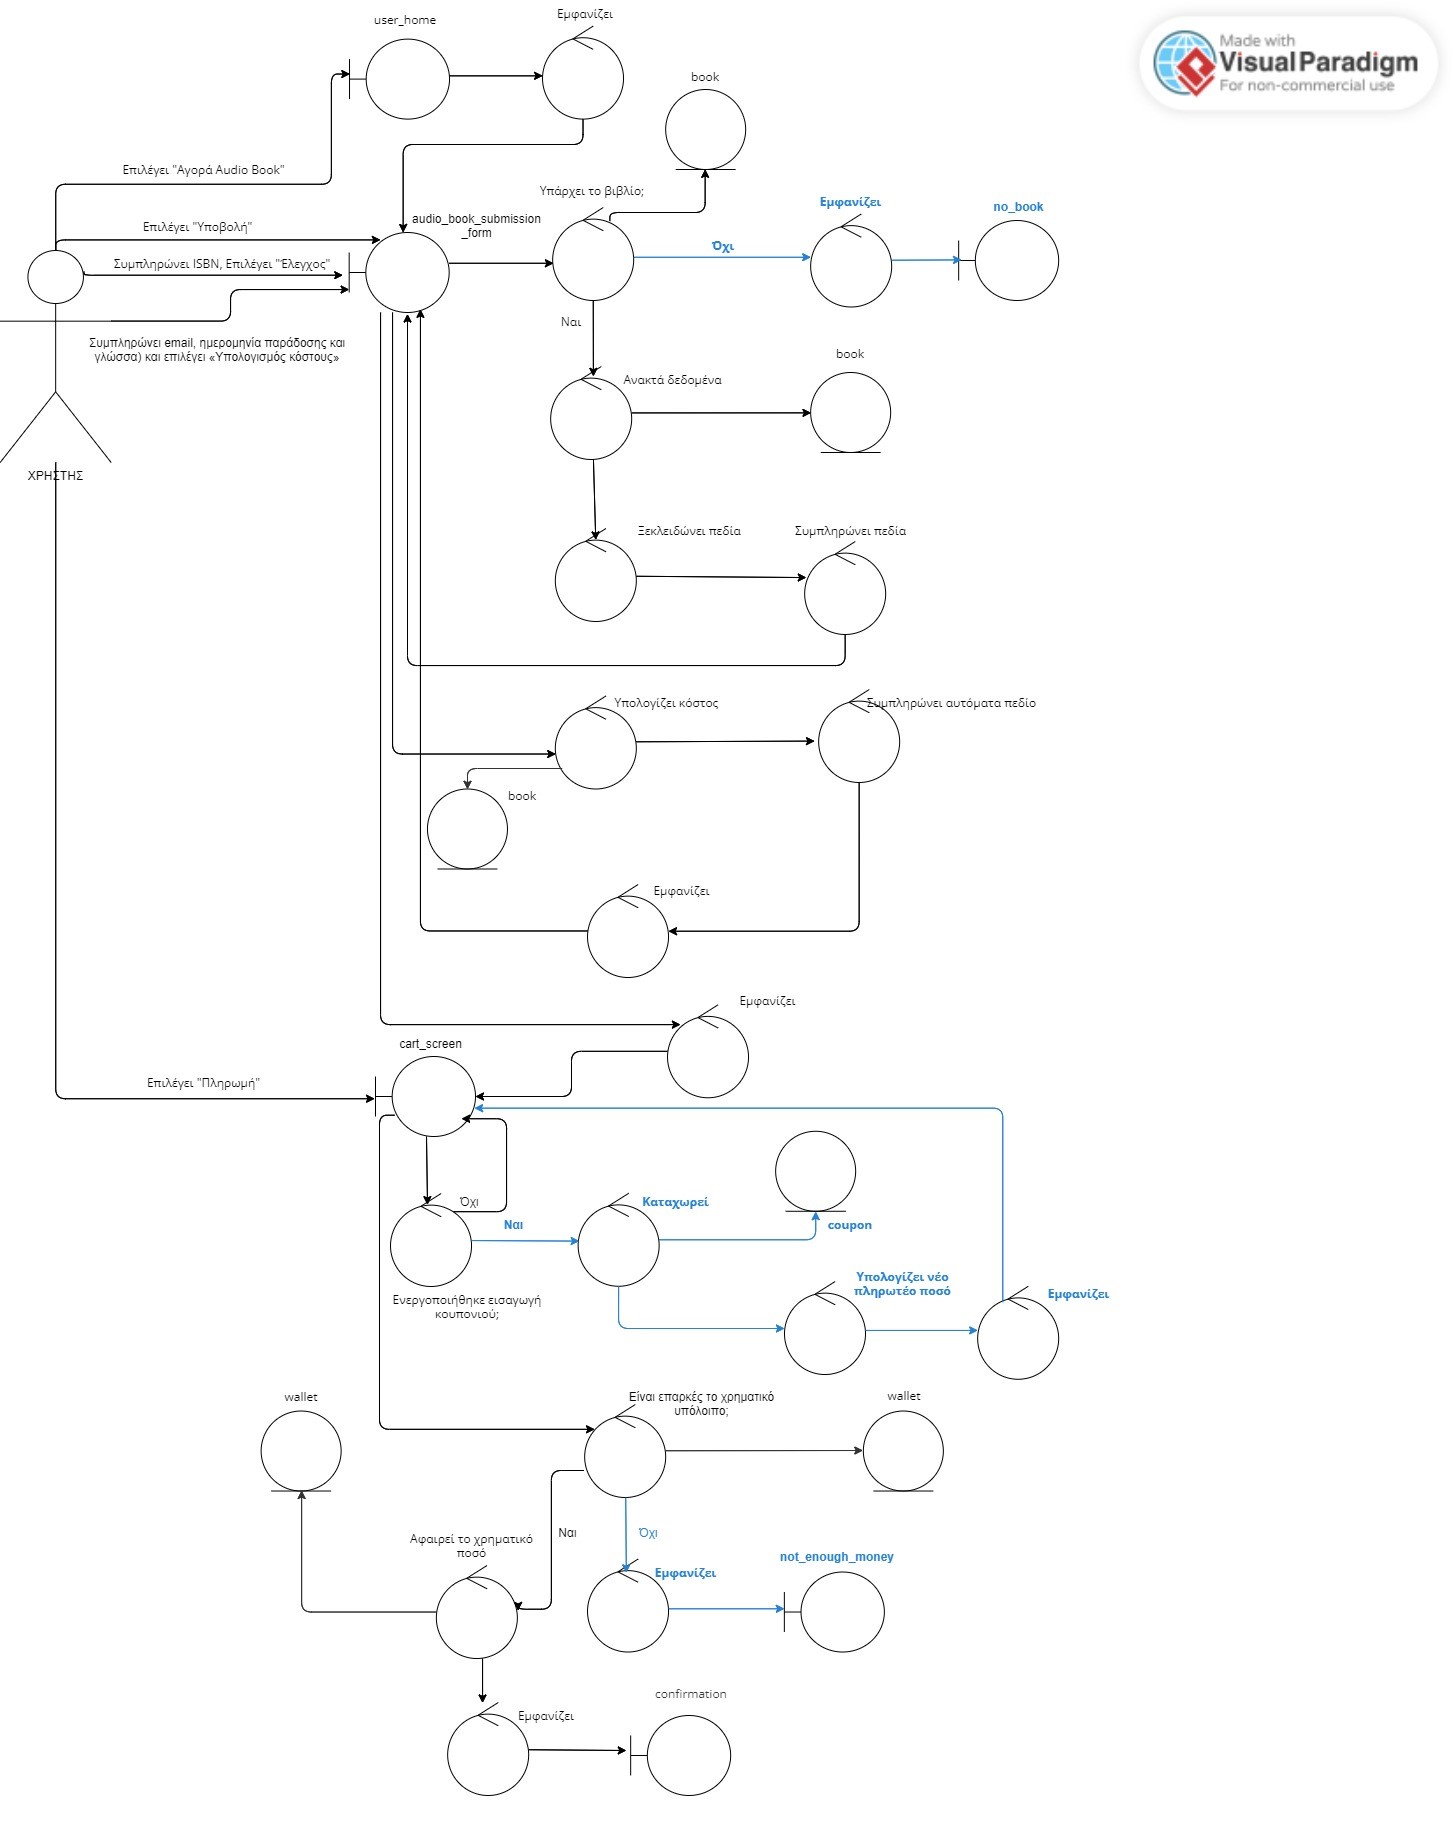 user_home
Εμφανίζει
Made with
VisualParadigm
For non-commercial use
book
Επιλέγει "Αγορά Audio Book"
Υπάρχει το βιβλίο;
Εμφανίζει
no_book
audio_book_submission
_form
Επιλέγει "Υποβολή"
Όχι
Συμπληρώνει ISBN, Επιλέγει "Έλεγχος"
Ναι
Συμπληρώνει email, ημερομηνία παράδοσης και
γλώσσα) και επιλέγει «Υπολογισμός κόστους»
book
Ανακτά δεδομένα
ΧΡΗΣΤΗΣ
Ξεκλειδώνει πεδία
Συμπληρώνει πεδία
Υπολογίζει κόστος
Συμπληρώνει αυτόματα πεδίο
book
Εμφανίζει
Εμφανίζει
cart_screen
Επιλέγει "Πληρωμή"
Όχι
Καταχωρεί
Ναι
coupon
Υπολογίζει νέο
πληρωτέο ποσό
Εμφανίζει
Ενεργοποιήθηκε εισαγωγή
κουπονιού;
wallet
Είναι επαρκές το χρηματικό
υπόλοιπο;
wallet
Ναι
Όχι
Αφαιρεί το χρηματικό
ποσό
not_enough_money
Εμφανίζει
confirmation
Εμφανίζει